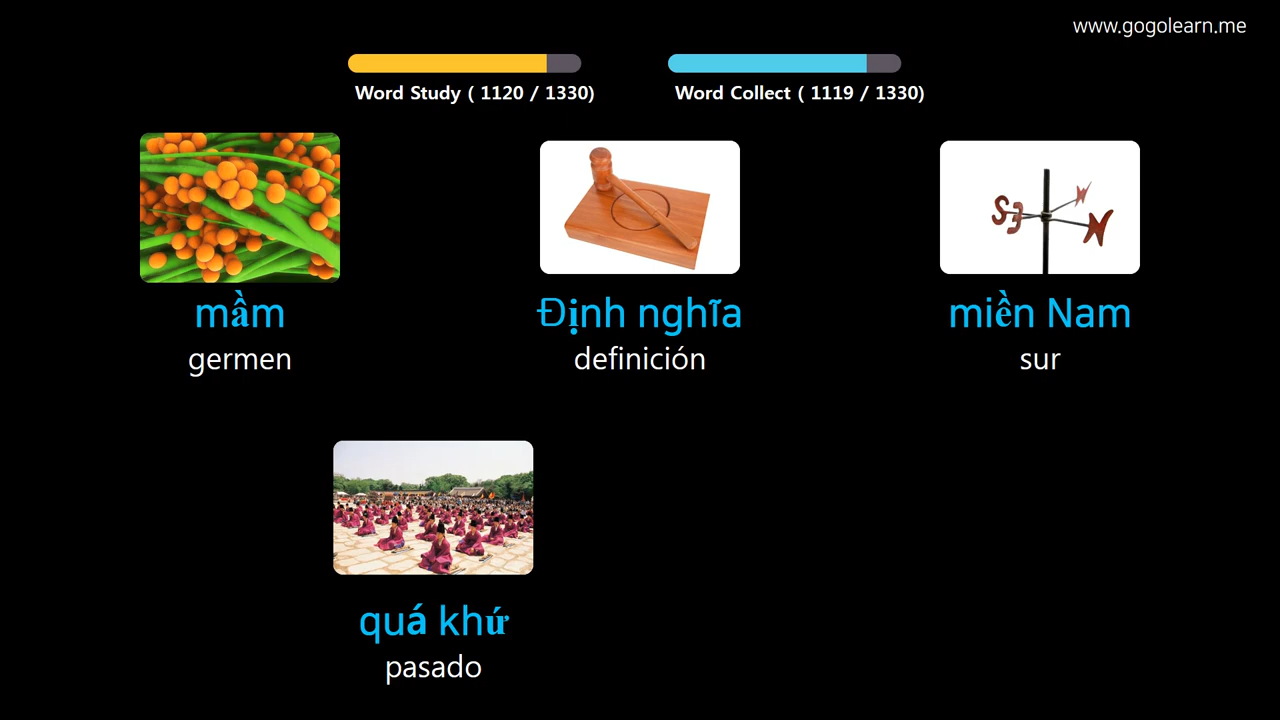 www.gogolearn.me
Word Study ( 1120 / 1330)
Word Collect ( 1119 / 1330)
mầm
germen
Định nghĩa
definición
miền Nam
sur
quá khứ
pasado